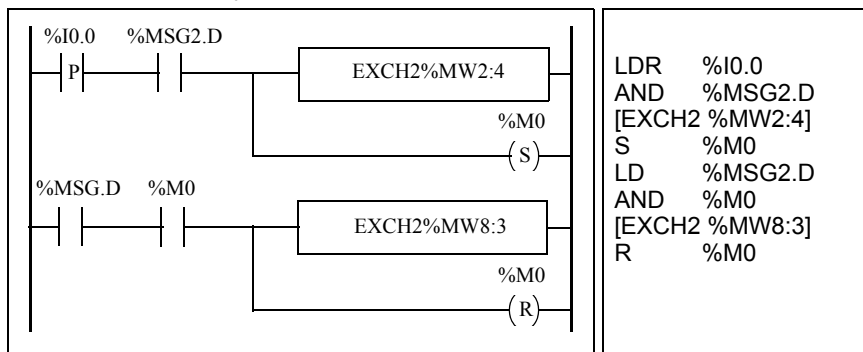 %I0.0 %MSG2.D
P
EXCH2%MW2:4
%M0
S
%MSG.D %M0
EXCH2%MW8:3
%M0
R
LDR %I0.0
AND %MSG2.D
[EXCH2 %MW2:4]
S %M0
LD %MSG2.D
AND %M0
[EXCH2 %MW8:3]
R %M0